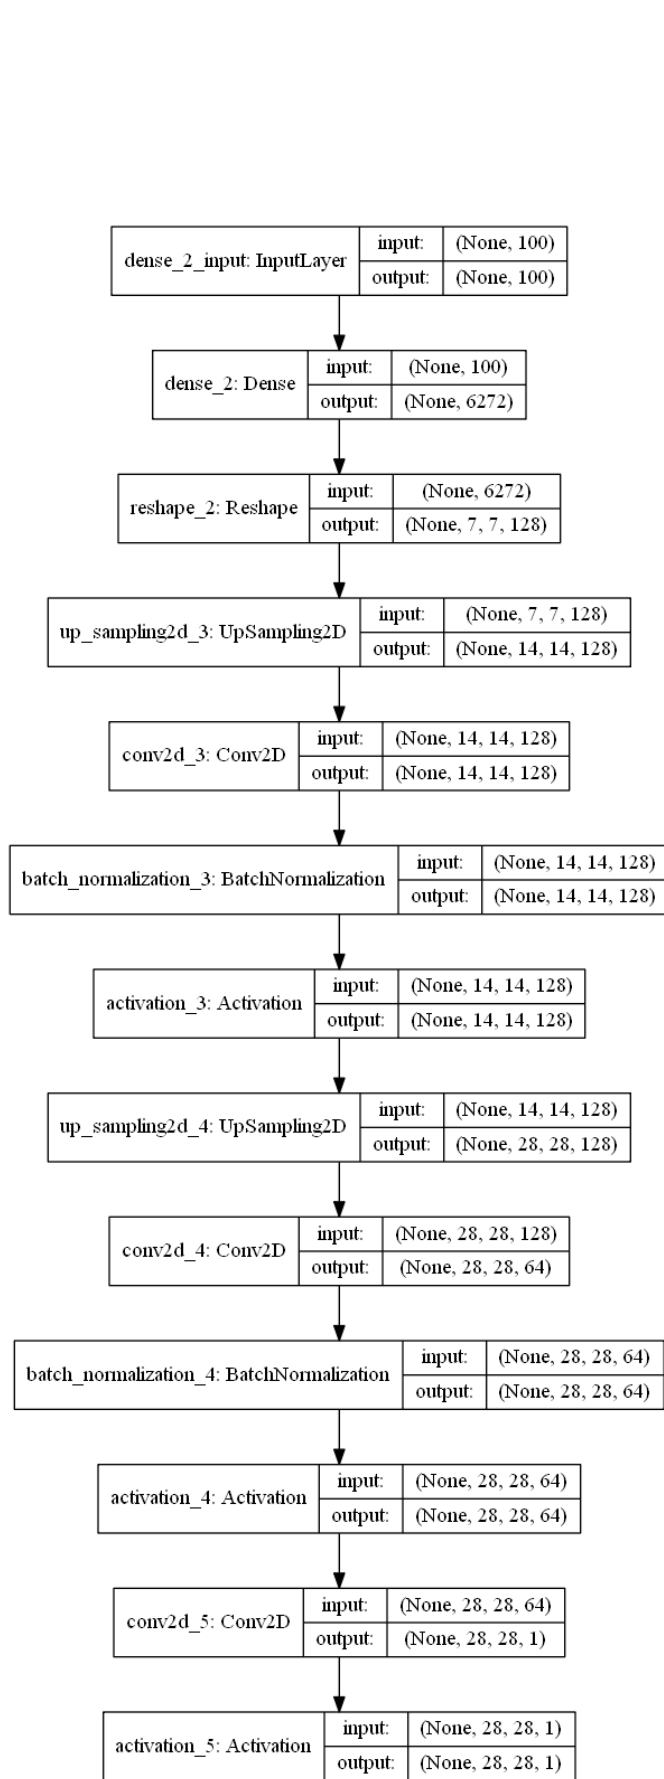 dense_2_input: InputLayer
input: (None, 100)
output: (None, 100)
dense_2: Dense
input: (None, 100)
output: (None, 6272)
reshape_2: Reshape
input: (None, 6272)
output: (None, 7, 7, 128)
up_sampling2d_3: UpSampling2D
input: (None, 7, 7, 128)
output: (None, 14, 14, 128)
conv2d_3: Conv2D
input: (None, 14, 14, 128)
output: (None, 14, 14, 128)
batch_normalization_3: BatchNormalization
input: (None, 14, 14, 128)
output: (None, 14, 14, 128)
activation_3: Activation
input: (None, 14, 14, 128)
output: (None, 14, 14, 128)
up_sampling2d_4: UpSampling2D
input: (None, 14, 14, 128)
output: (None, 28, 28, 128)
conv2d_4: Conv2D
input: (None, 28, 28, 128)
output: (None, 28, 28, 64)
batch_normalization_4: BatchNormalization
input: (None, 28, 28, 64)
output: (None, 28, 28, 64)
activation_4: Activation
input: (None, 28, 28, 64)
output: (None, 28, 28, 64)
conv2d_5: Conv2D
input: (None, 28, 28, 64)
output: (None, 28, 28, 1)
activation_5: Activation
input: (None, 28, 28, 1)
output: (None, 28, 28, 1)